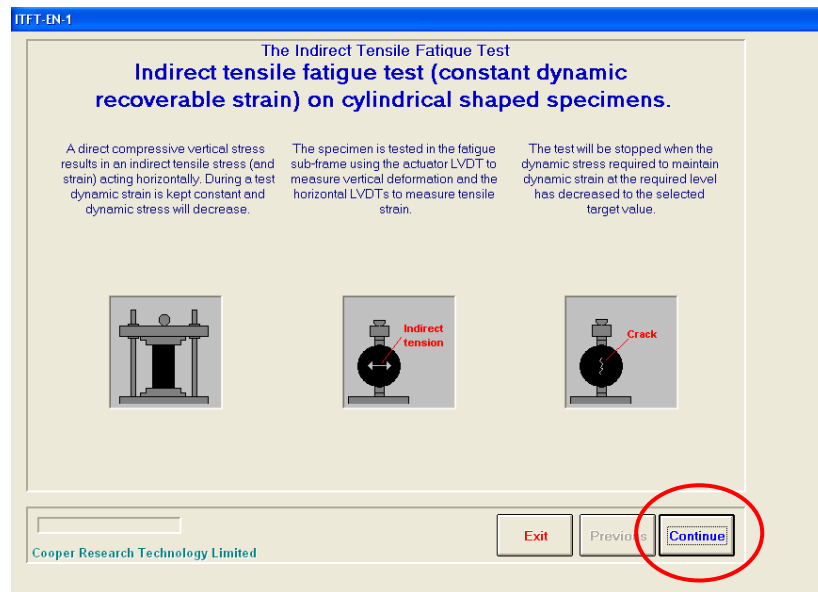 ITFT-EN-1
The Indirect Tensile Fatique Test
Indirect tensile fatigue test (constant dynamic
recoverable strain) on cylindrical shaped specimens.
A direct compressive vertical stress
results in an indirect tensile stress (and
strain) acting horizontally. During a test
dynamic strain is kept constant and
dynamic stress will decrease.
The specimen is tested in the fatigue
sub-frame using the actuator LVDT to
measure vertical deformation and the
horizontal LVDTs to measure tensile
strain.
The test will be stopped when the
dynamic stress required to maintain
dynamic strain at the required level
has decreased to the selected
target value.
Indirect
tension
Crack
Cooper Research Technology Limited
Exit
Previous
Continue